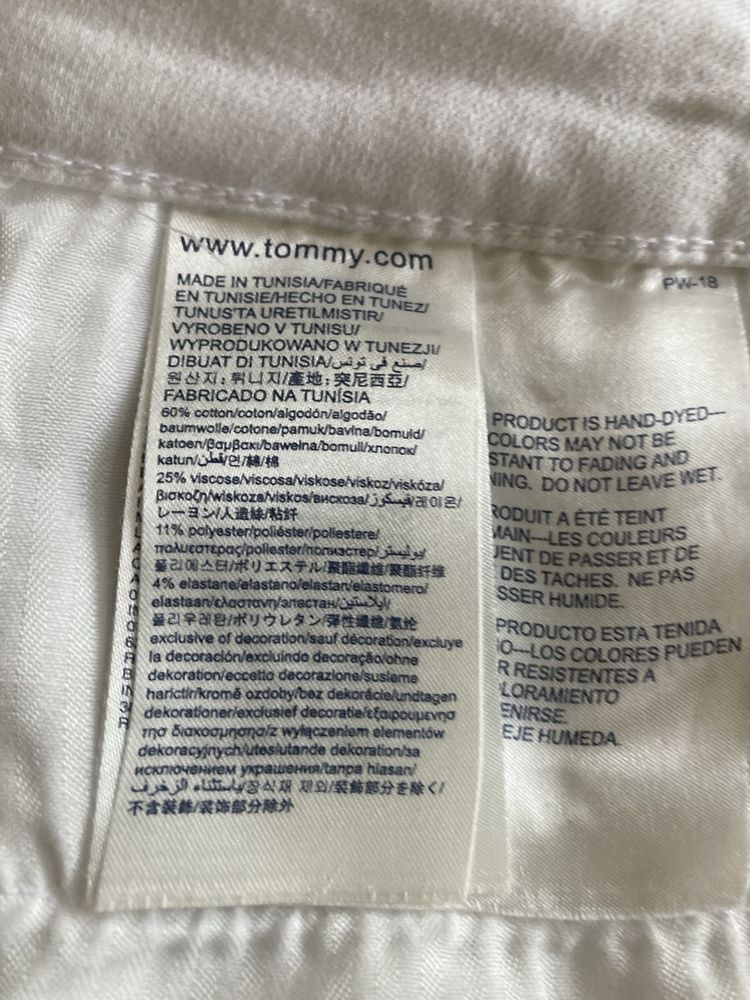 www.tommy.com
MADE IN TUNISIA/FABRIQUÉ
EN TUNISIE/HECHO EN TUNEZ/
TUNUS'TA URETILMISTIR/
VYROBENO V TUNISU/
WYPRODUKOWANO W TUNEZJI/
DIBUAT DI TUNISIA/صنع في تونس/
원산지: 튀니지/產地: 突尼西亞/
FABRICADO NA TUNÍSIA
60% cotton/coton/algodón/algodão/
baumwolle/cotone/pamuk/bavlna/bomuld/
katoen/βαμβακι/bawełna/bomull/хлопок/
katun/قطن/면/綿/棉
25% viscose/viscosa/viskose/viskoz/viskóza/
βισκοζη/wiskoza/viskos/вискоза/فيسكوز/레이온/
レーヨン/人造絲/粘纤
11% polyester/poliéster/poliestere/
πολυεστερας/poliester/полиэстер/بوليستر/
폴리에스터/ポリエステル/聚酯纖維/聚酯纤维
4% elastane/elastano/elastan/elastomero/
elastaan/ελαστανη/эластан/ايلاستين/
폴리우레탄/ポリウレタン/彈性纖維/氨纶
exclusive of decoration/sauf décoration/excluye
la decoración/excluindo decoração/ohne
dekoration/eccetto decorazione/susleme
harictir/kromě ozdoby/bez dekorácie/undtagen
dekorationer/exclusief decoratie/εξαιρουμενησ
τησ διακοσμησησ/z wyłączeniem elementów
dekoracyjnych/uteslutande dekoration/за
исключением украшения/tanpa hiasan/
باستثناء الزخرف/장식재 제외/装飾部分を除く/
不含裝飾/装饰部分除外
PW-18
PRODUCT IS HAND-DYED—
COLORS MAY NOT BE
STANT TO FADING AND
NING. DO NOT LEAVE WET.
RODUIT A ÉTÉ TEINT
MAIN—LES COULEURS
UENT DE PASSER ET DE
DES TACHES. NE PAS
SSER HUMIDE.
PRODUCTO ESTA TENIDA
O—LOS COLORES PUEDEN
R RESISTENTES A
LORAMIENTO
ENIRSE.
EJE HUMEDA.